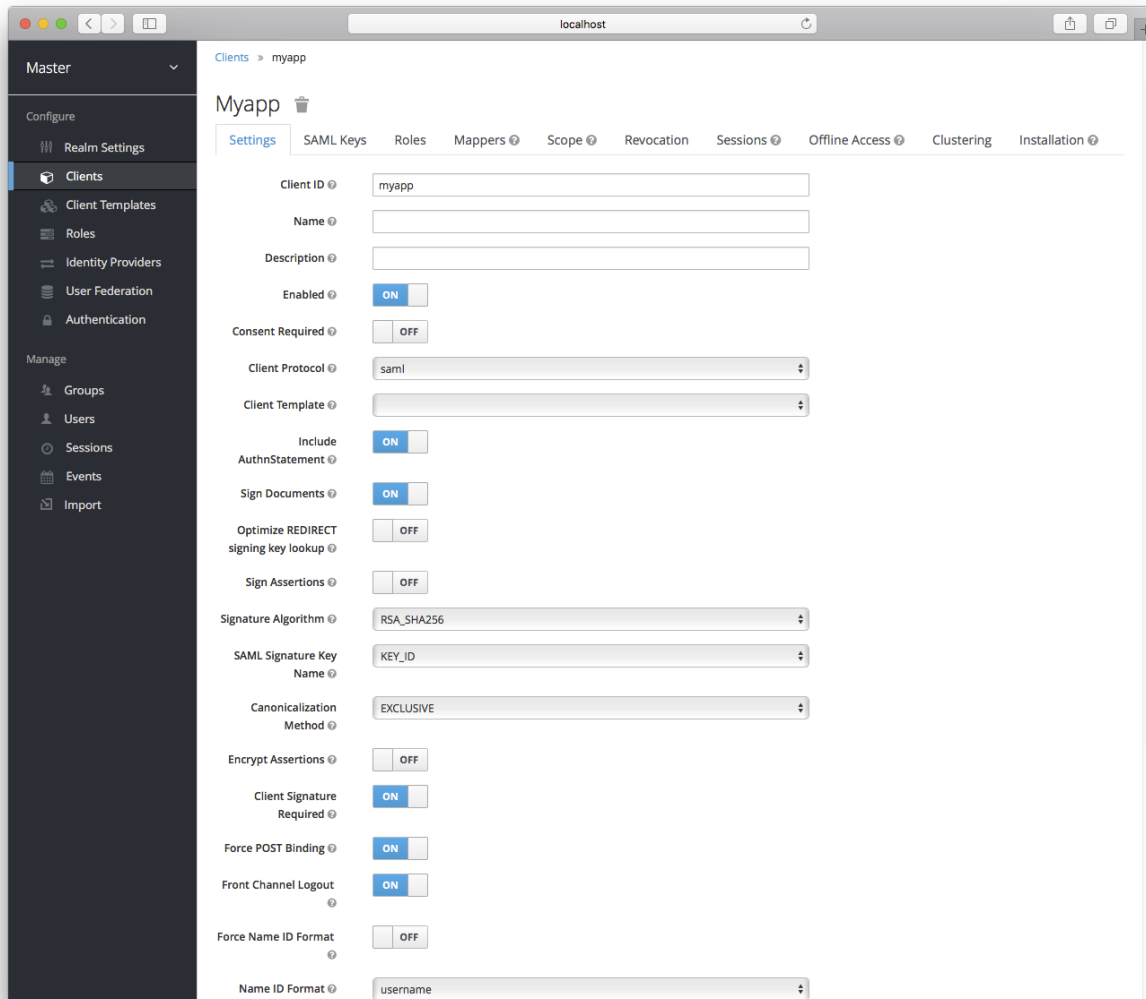 localhost
Master
Configure
Realm Settings
Clients
Client Templates
Roles
Identity Providers
User Federation
Authentication
Manage
Groups
Users
Sessions
Events
Import
Clients » myapp
Myapp
Settings SAML Keys Roles Mappers Scope Revocation Sessions Offline Access Clustering Installation
Client ID myapp
Name
Description
Enabled ON
Consent Required OFF
Client Protocol saml
Client Template
Include
AuthnStatement ON
Sign Documents ON
Optimize REDIRECT
signing key lookup OFF
Sign Assertions OFF
Signature Algorithm RSA_SHA256
SAML Signature Key
Name KEY_ID
Canonicalization
Method EXCLUSIVE
Encrypt Assertions OFF
Client Signature
Required ON
Force POST Binding ON
Front Channel Logout ON
Force Name ID Format OFF
Name ID Format username